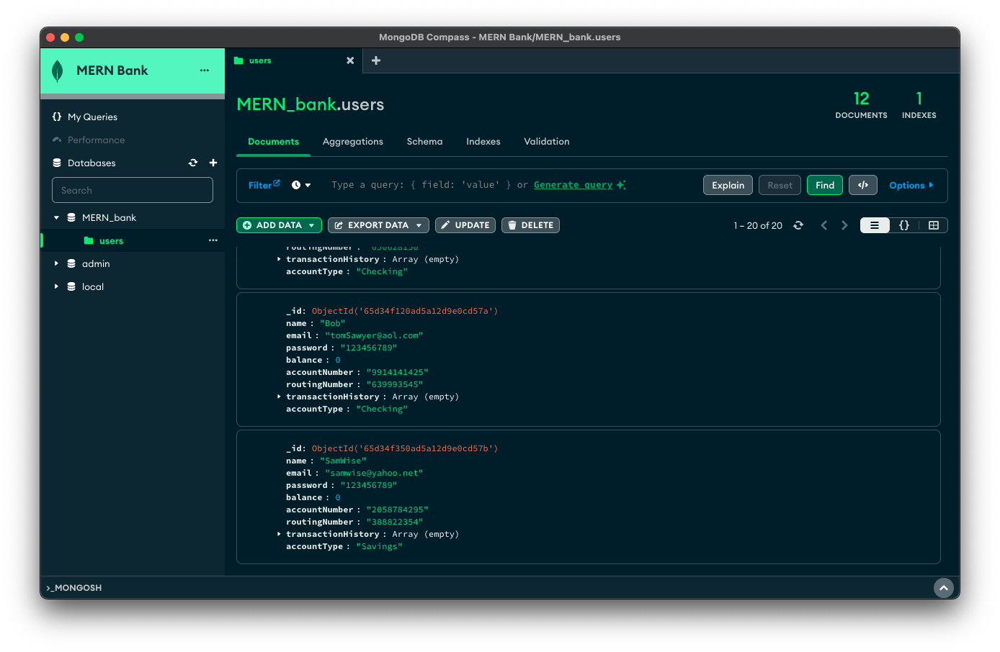 MongoDB Compass - MERN Bank/MERN_bank.users
MERN Bank
users
My Queries
Performance
Databases
Search
MERN_bank
users
admin
local
MERN_bank.users
12
DOCUMENTS
1
INDEXES
Documents Aggregations Schema Indexes Validation
Filter Type a query: { field: 'value' } or Generate query Explain Reset Find </> Options
ADD DATA EXPORT DATA UPDATE DELETE 1 – 20 of 20 {}
routingNumber : "050628150"
transactionHistory : Array (empty)
accountType : "Checking"
_id: ObjectId('65d34f120ad5a12d9e0cd57a')
name : "Bob"
email : "tomSawyer@aol.com"
password : "123456789"
balance : 0
accountNumber : "9914141425"
routingNumber : "639993545"
transactionHistory : Array (empty)
accountType : "Checking"
_id: ObjectId('65d34f350ad5a12d9e0cd57b')
name : "SamWise"
email : "samwise@yahoo.net"
password : "123456789"
balance : 0
accountNumber : "2058784295"
routingNumber : "388822354"
transactionHistory : Array (empty)
accountType : "Savings"
>_MONGOSH